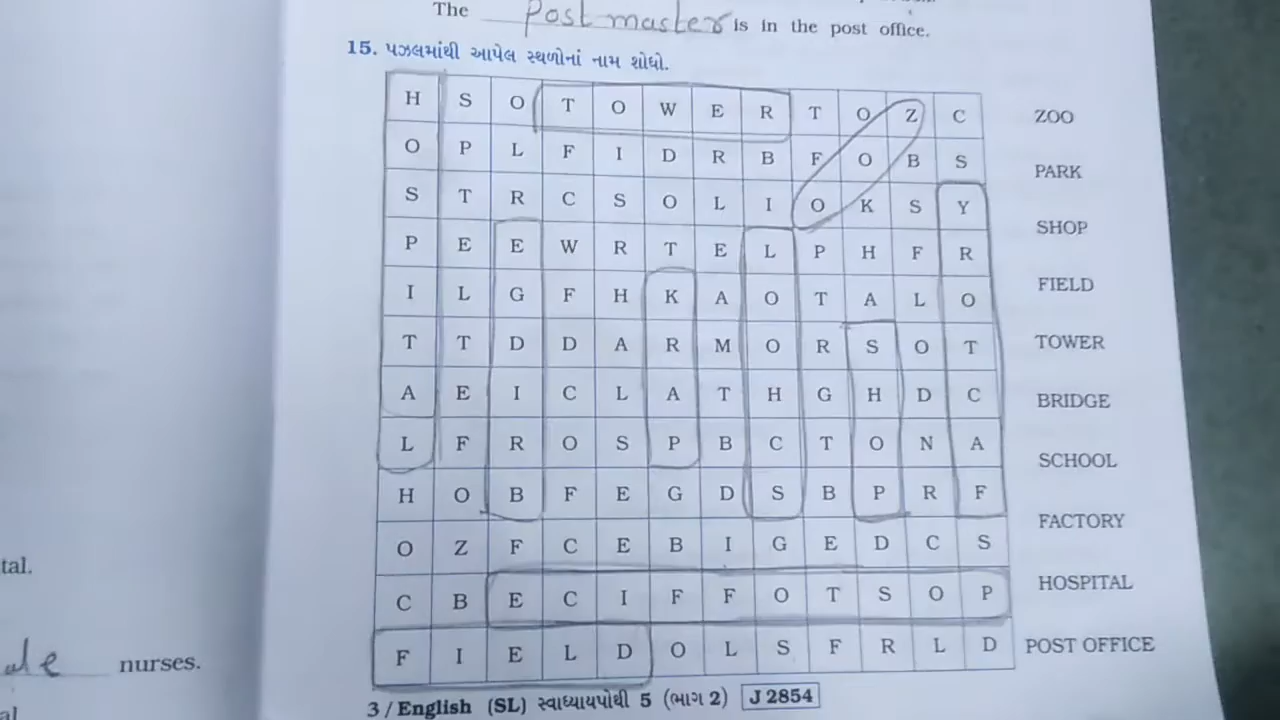 The Post master is in the post office.
15. પઝલમાંથી આપેલ સ્થળોનાં નામ શોધો.
H S O T O W E R T O Z C
ZOO
O P L F I D R B F O B S
PARK
S T R C S O L I O K S Y
SHOP
P E E W R T E L P H F R
FIELD
I L G F H K A O T A L O
T T D D A R M O R S O T
TOWER
A E I C L A T H G H D C
BRIDGE
L F R O S P B C T O N A
SCHOOL
H O B F E G D S B P R F
FACTORY
O Z F C E B I G E D C S
tal.
C B E C I F F O T S O P
HOSPITAL
F I E L D O L S F R L D
POST OFFICE
nurses.
3 / English (SL) સ્વાધ્યાયપોથી 5 (ભાગ 2) J 2854